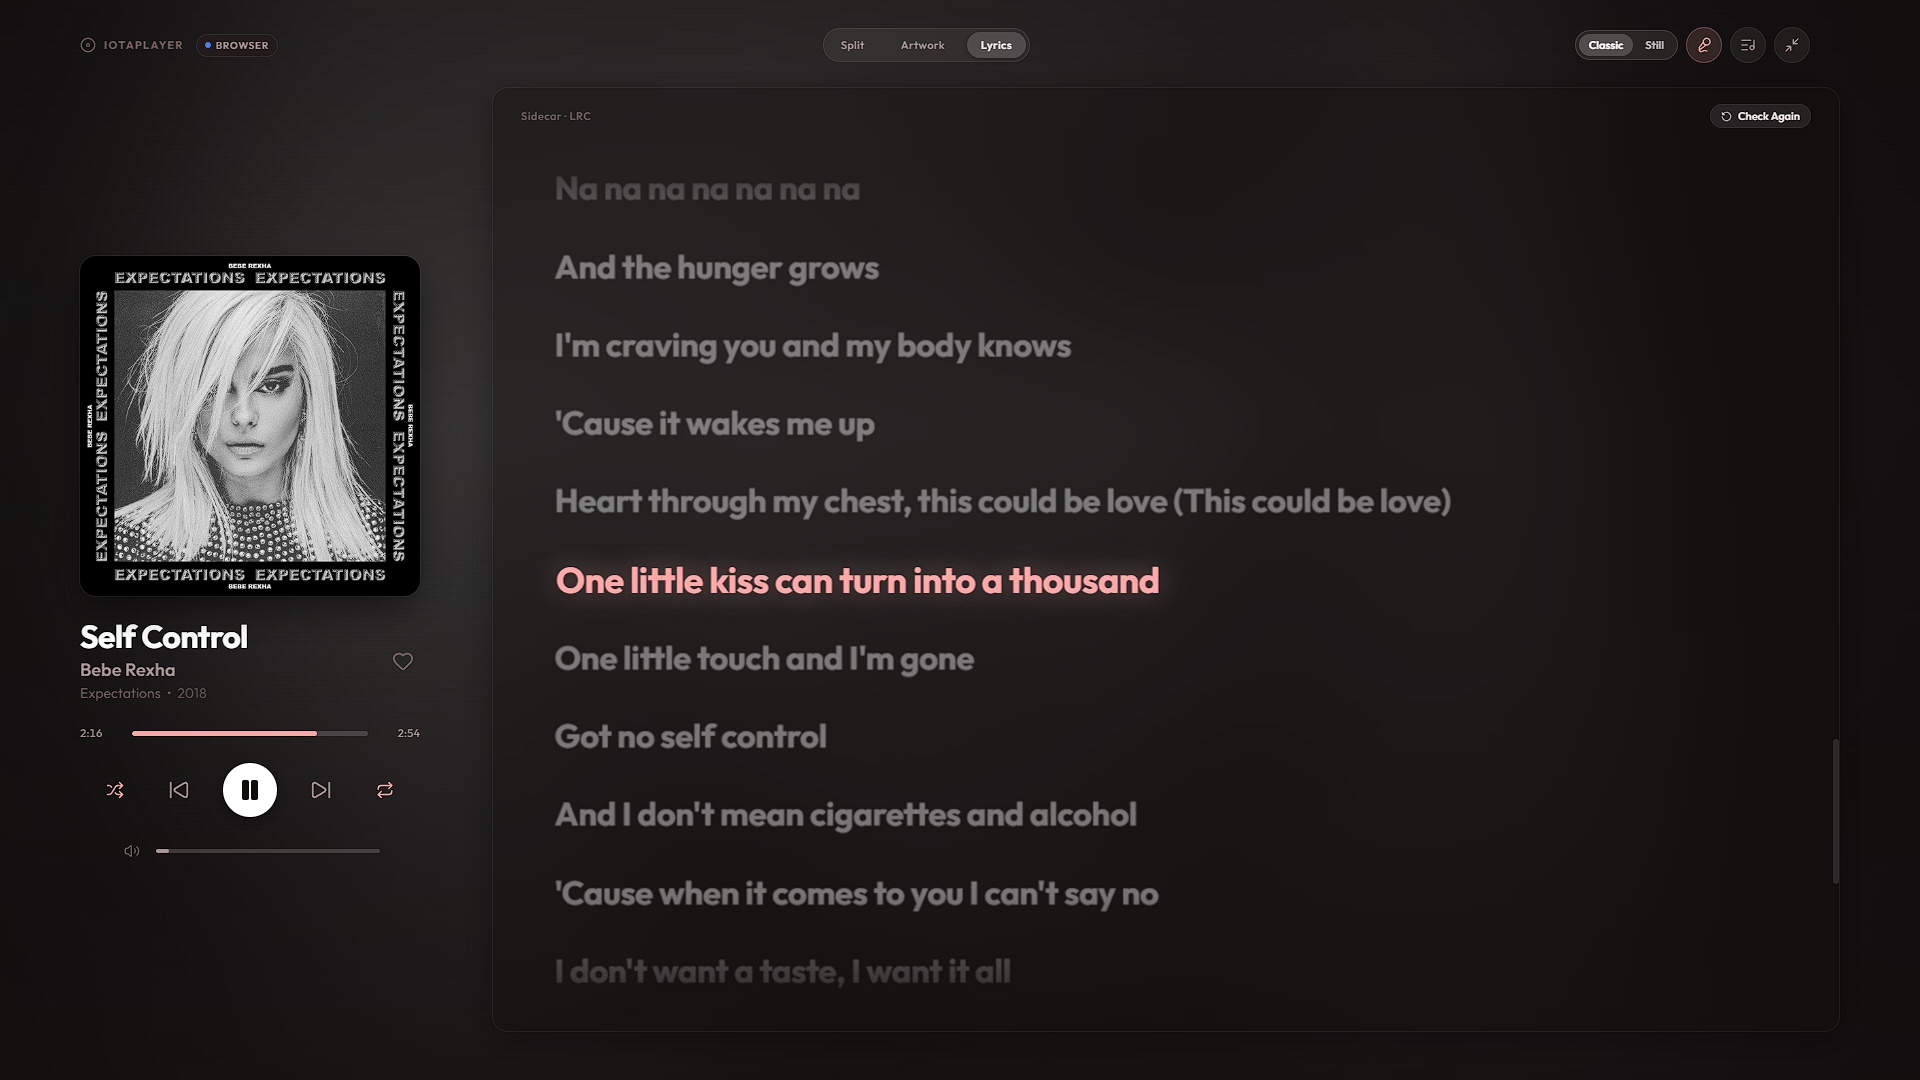 IOTAPLAYER
BROWSER
Split
Artwork
Lyrics
Classic
Still
Sidecar · LRC
Check Again
BEBE REXHA
EXPECTATIONS EXPECTATIONS
EXPECTATIONS EXPECTATIONS
BEBE REXHA
EXPECTATIONS EXPECTATIONS
BEBE REXHA
EXPECTATIONS EXPECTATIONS
BEBE REXHA
Self Control
Bebe Rexha
Expectations • 2018
2:16
2:54
Na na na na na na na
And the hunger grows
I'm craving you and my body knows
'Cause it wakes me up
Heart through my chest, this could be love (This could be love)
One little kiss can turn into a thousand
One little touch and I'm gone
Got no self control
And I don't mean cigarettes and alcohol
'Cause when it comes to you I can't say no
I don't want a taste, I want it all